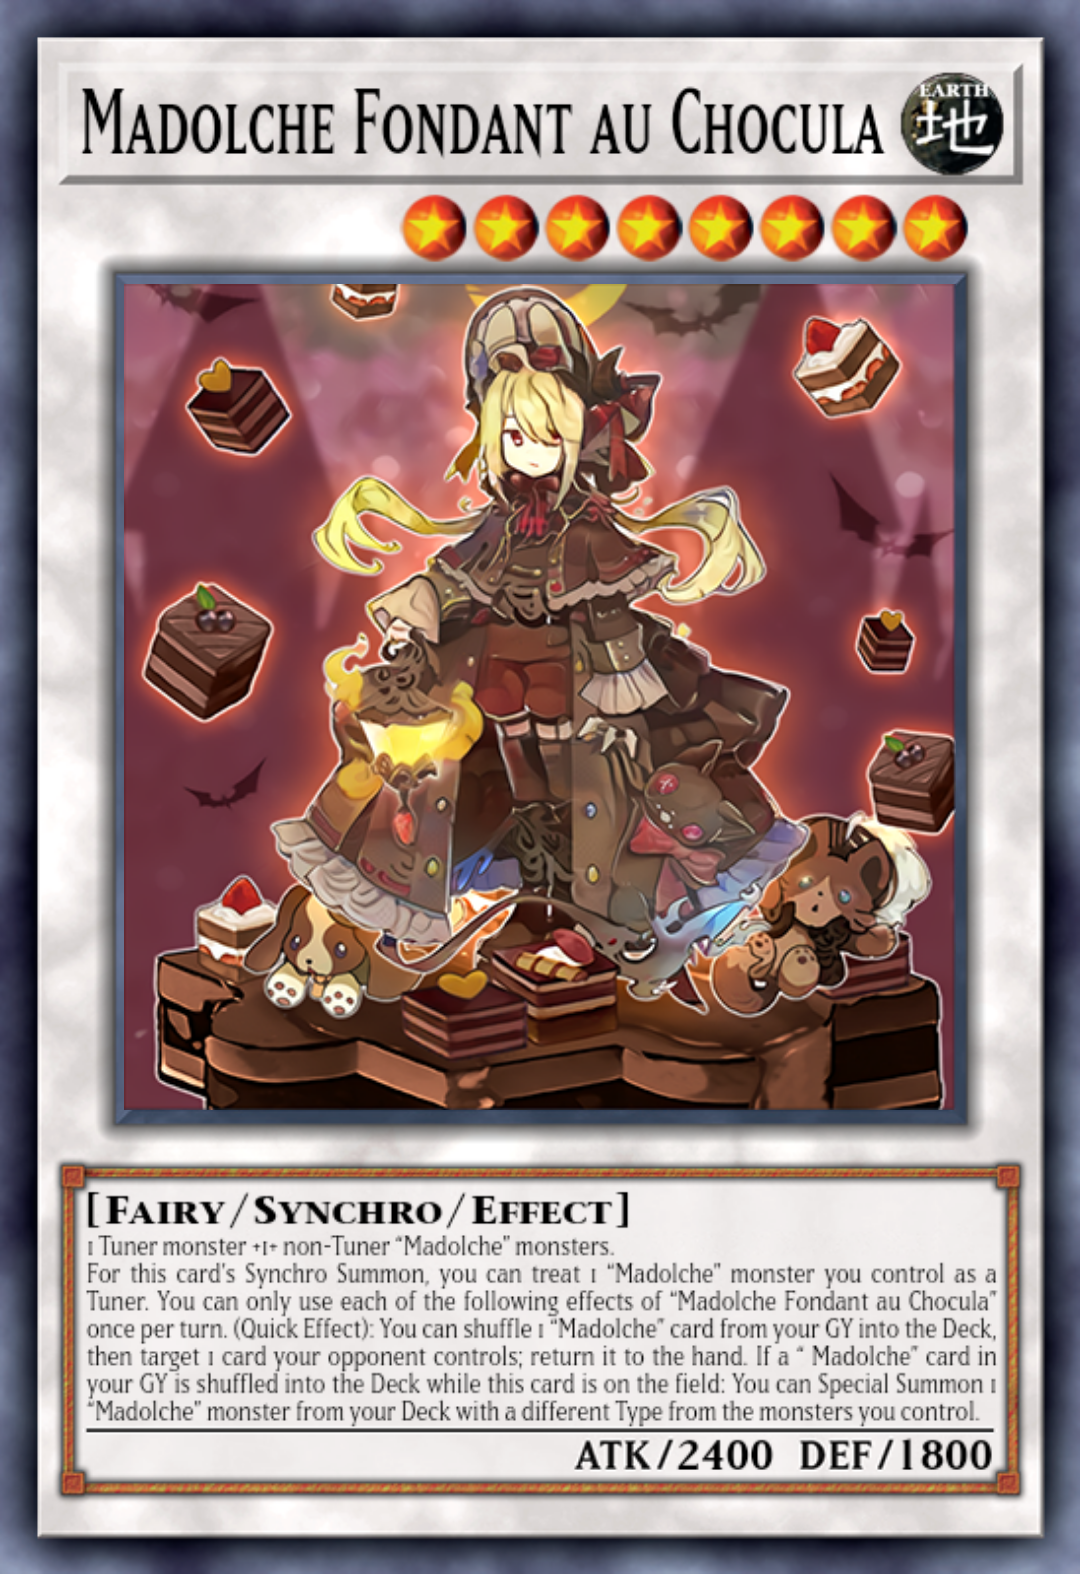 MADOLCHE FONDANT AU CHOCULA
EARTH
地
[FAIRY/SYNCHRO/EFFECT]
1 Tuner monster +1+ non-Tuner “Madolche” monsters.
For this card's Synchro Summon, you can treat 1 “Madolche” monster you control as a
Tuner. You can only use each of the following effects of “Madolche Fondant au Chocula”
once per turn. (Quick Effect): You can shuffle 1 “Madolche” card from your GY into the Deck,
then target 1 card your opponent controls; return it to the hand. If a “ Madolche” card in
your GY is shuffled into the Deck while this card is on the field: You can Special Summon 1
“Madolche” monster from your Deck with a different Type from the monsters you control.
ATK/2400 DEF/1800